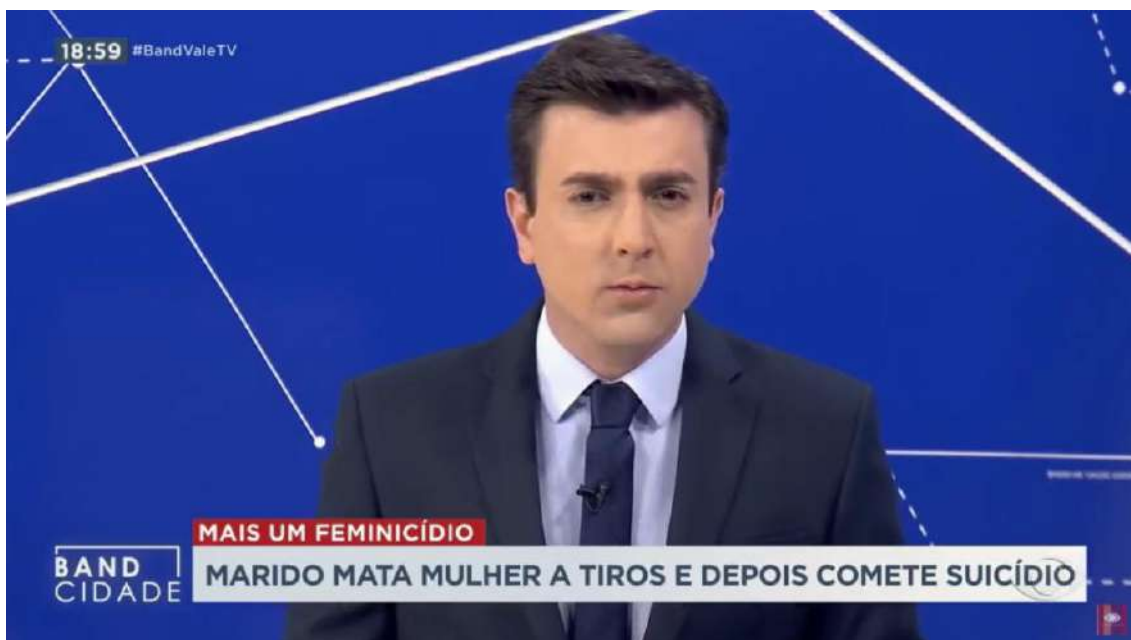 18:59 #BandValeTV
MAIS UM FEMINICÍDIO
BAND
CIDADE
MARIDO MATA MULHER A TIROS E DEPOIS COMETE SUICÍDIO